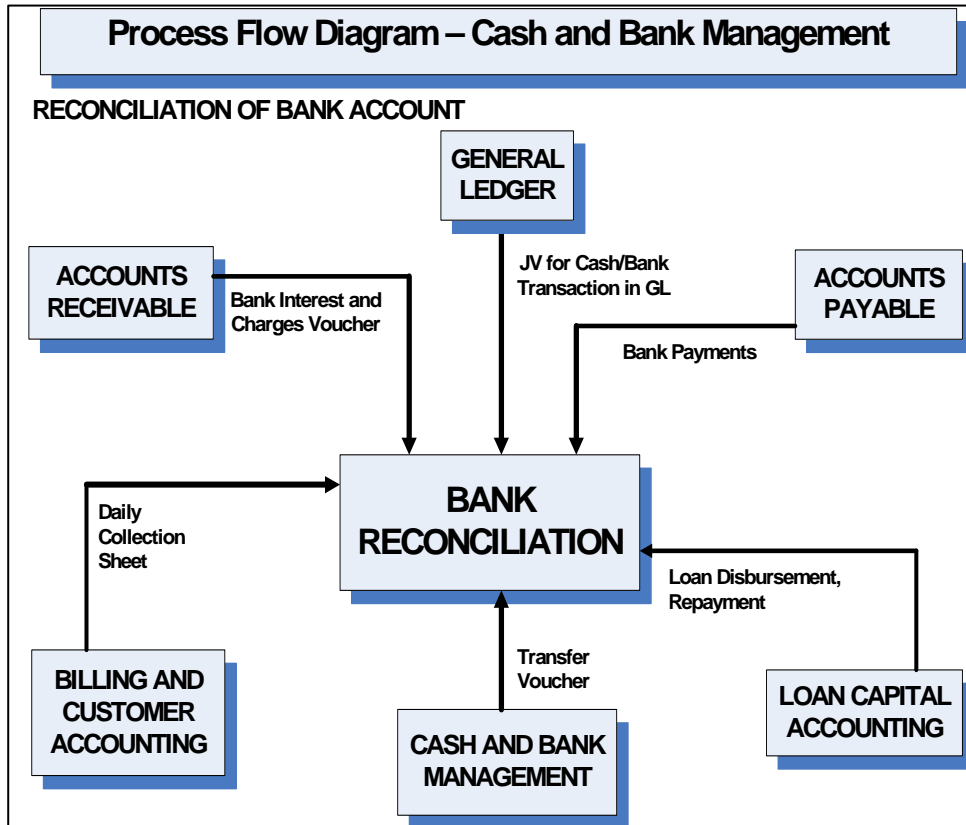 Process Flow Diagram – Cash and Bank Management
RECONCILIATION OF BANK ACCOUNT
GENERAL
LEDGER
ACCOUNTS
RECEIVABLE
Bank Interest and
Charges Voucher
JV for Cash/Bank
Transaction in GL
ACCOUNTS
PAYABLE
Bank Payments
BANK
RECONCILIATION
Daily
Collection
Sheet
Loan Disbursement,
Repayment
BILLING AND
CUSTOMER
ACCOUNTING
Transfer
Voucher
CASH AND BANK
MANAGEMENT
LOAN CAPITAL
ACCOUNTING